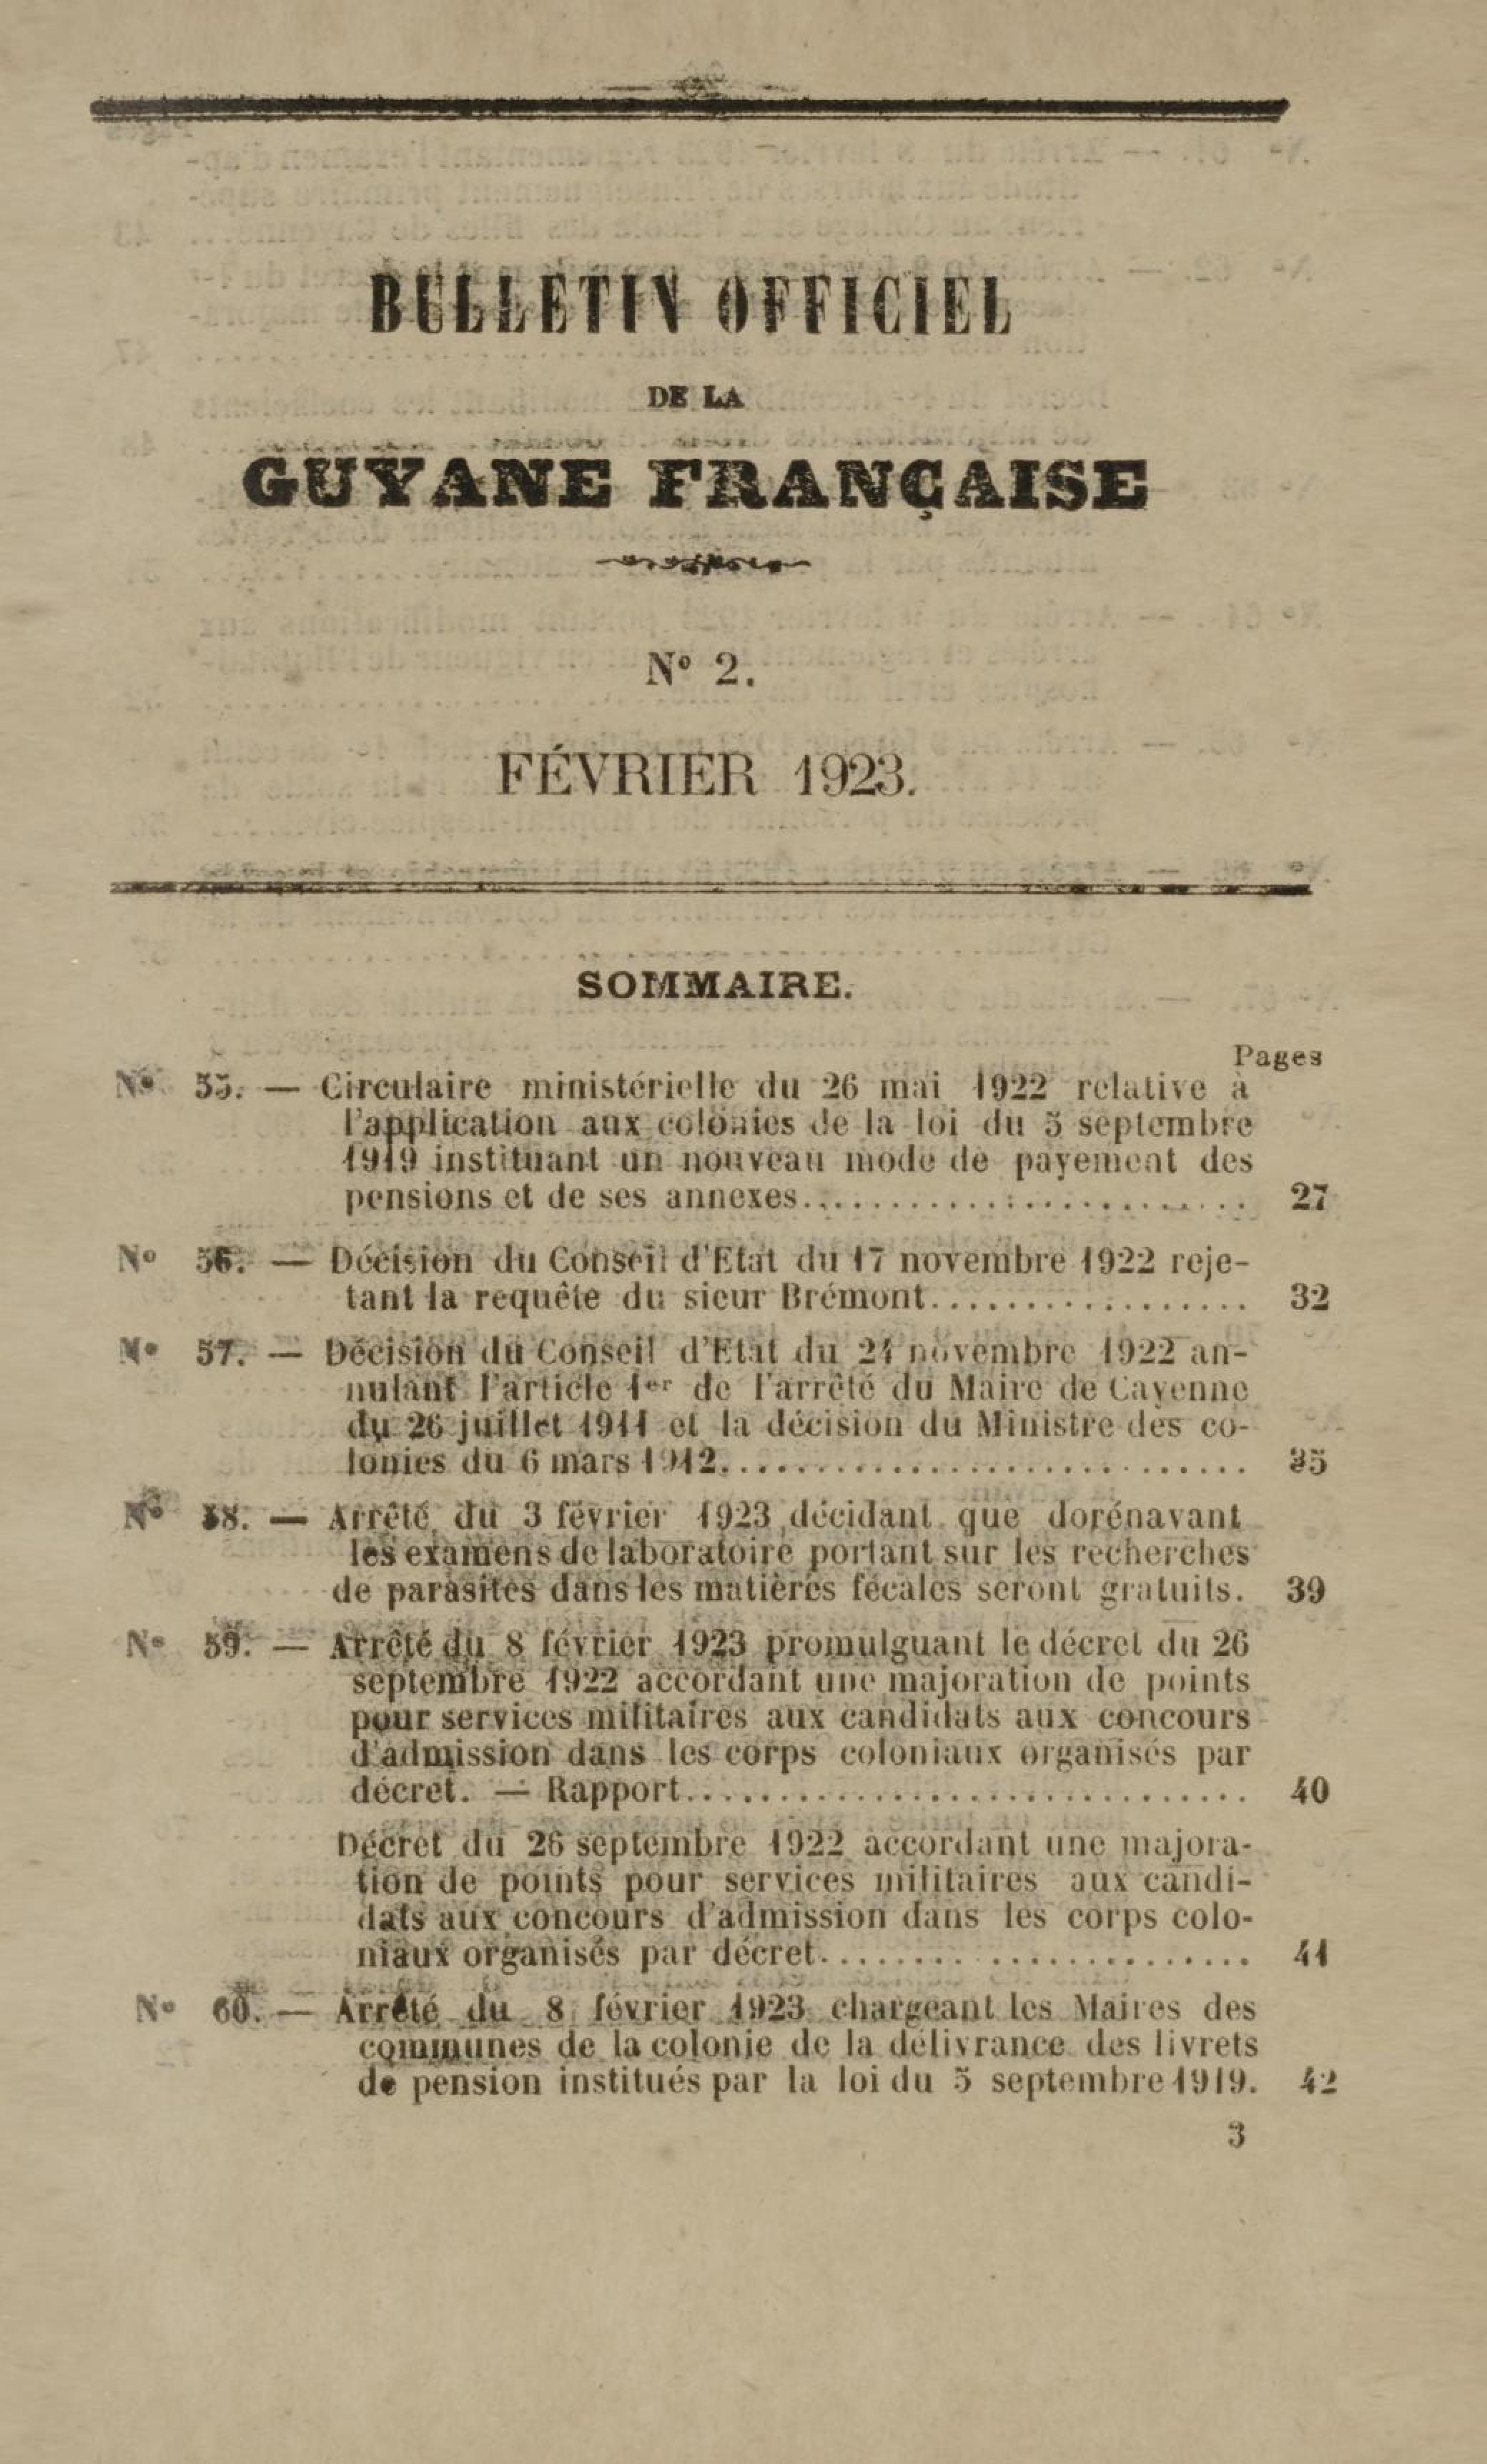 BULLETIN OFFICIEL
DE LA
GUYANE FRANÇAISE
Nº 2.
FÉVRIER 1923.
SOMMAIRE.
Pages
Nº 55. — Circulaire ministérielle du 26 mai 1922 relative à
l'application aux colonies de la loi du 5 septembre
1919 instituant un nouveau mode de payement des
pensions et de ses annexes........................ 27
Nº 56. — Décision du Conseil d'Etat du 17 novembre 1922 reje-
tant la requête du sieur Brémont.................. 32
Nº 57. — Décision du Conseil d'Etat du 24 novembre 1922 an-
nulant l'article 1er de l'arrêté du Maire de Cayenne
du 26 juillet 1911 et la décision du Ministre des co-
lonies du 6 mars 1912............................. 35
Nº 58. — Arrêté du 3 février 1923 décidant que dorénavant
les examens de laboratoire portant sur les recherches
de parasites dans les matières fécales seront gratuits. 39
Nº 59. — Arrêté du 8 février 1923 promulguant le décret du 26
septembre 1922 accordant une majoration de points
pour services militaires aux candidats aux concours
d'admission dans les corps coloniaux organisés par
décret. — Rapport............................... 40
Décret du 26 septembre 1922 accordant une majora-
tion de points pour services militaires aux candi-
dats aux concours d'admission dans les corps colo-
niaux organisés par décret........................ 41
Nº 60. — Arrêté du 8 février 1923 chargeant les Maires des
communes de la colonie de la délivrance des livrets
de pension institués par la loi du 5 septembre 1919. 42
3